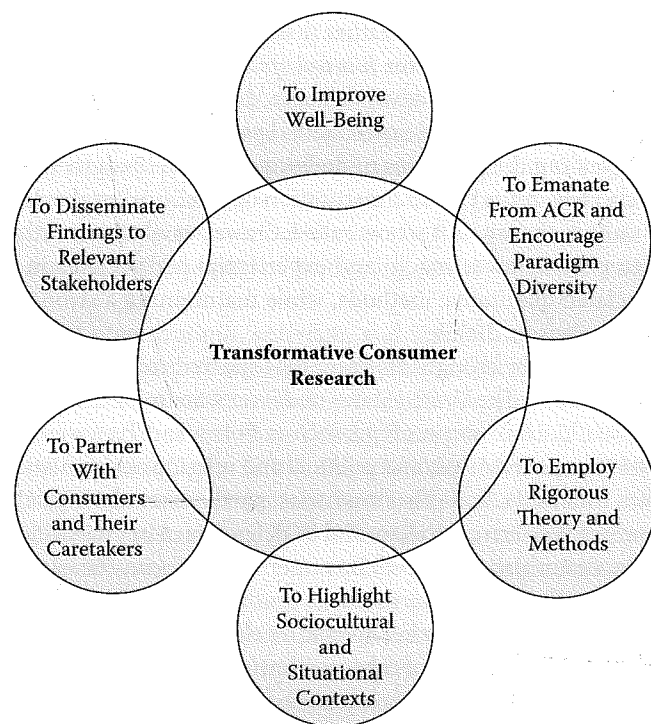 To Improve
Well-Being
To Emanate
From ACR and
Encourage
Paradigm
Diversity
To Employ
Rigorous
Theory and
Methods
To Highlight
Sociocultural
and
Situational
Contexts
To Partner
With
Consumers
and Their
Caretakers
To Disseminate
Findings to
Relevant
Stakeholders
Transformative Consumer
Research